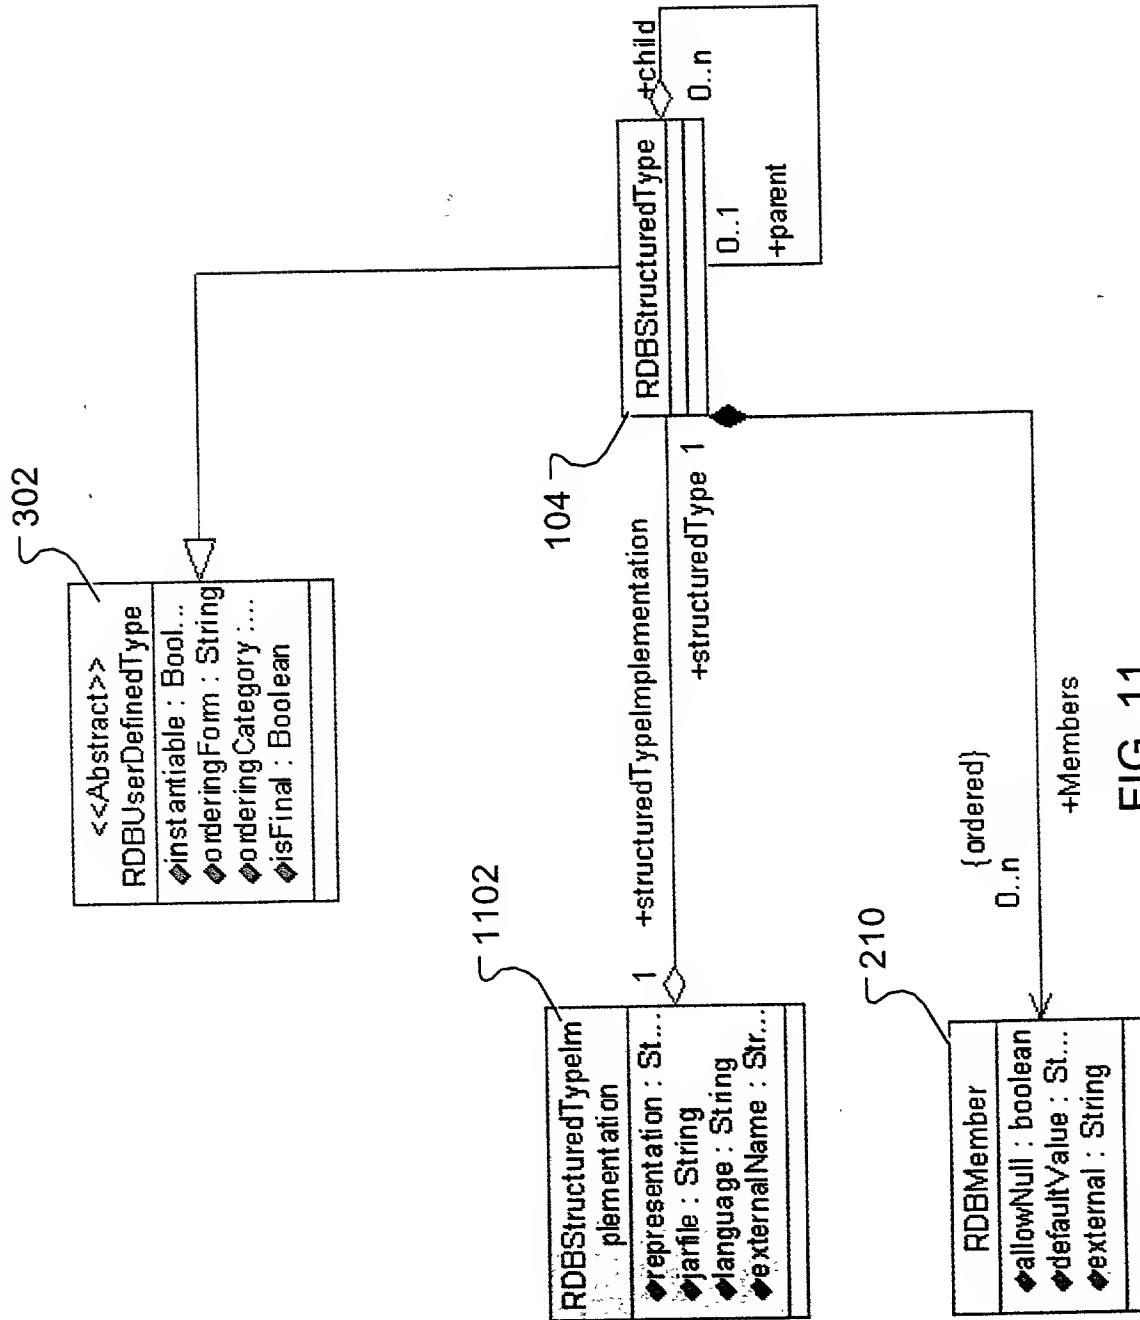 <<Abstract>>
RDBUserDefinedType
instantiable : Bool...
orderingForm : String
orderingCategory :...
isFinal : Boolean
302
RDBStructuredTypeIm
plementation
representation : St...
jarfile : String
language : String
externalName : Str...
1102
1
+structuredTypeImplementation
+structuredType 1
104
RDBStructuredType
+child
0..n
0..1
+parent
RDBMember
allowNull : boolean
defaultValue : St...
external : String
210
{ordered}
0..n
+Members
FIG. 11